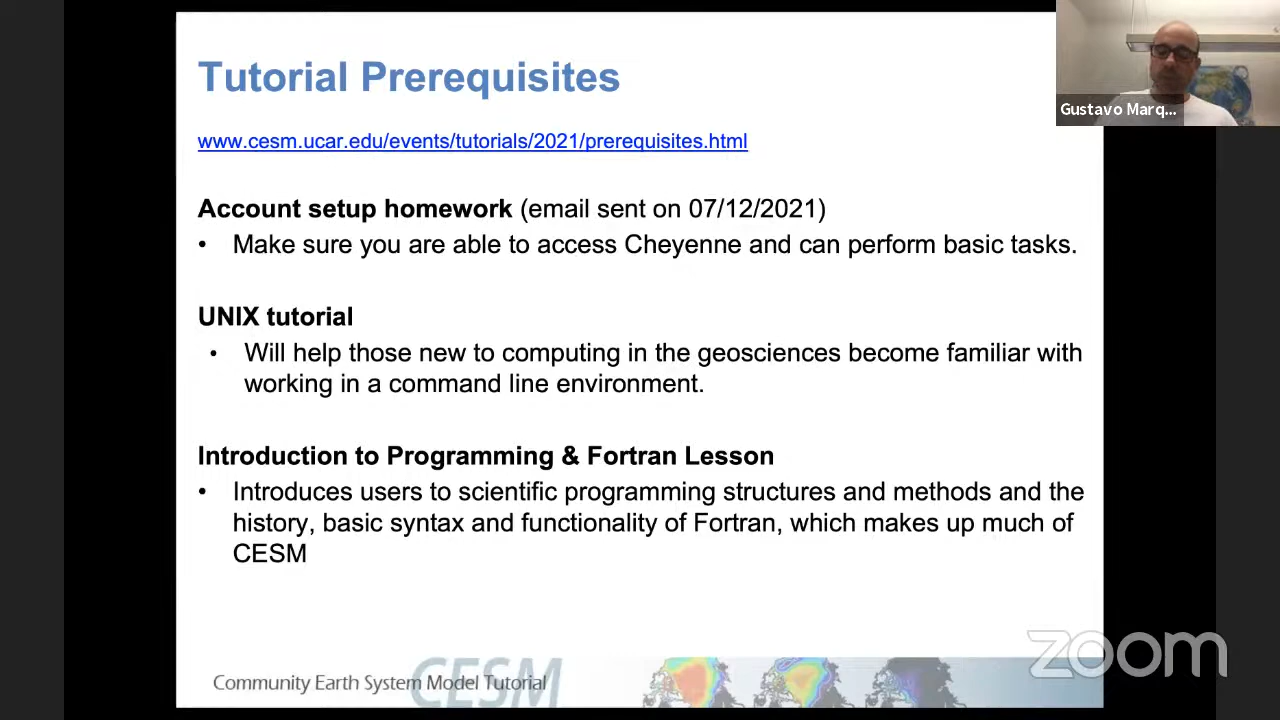 Tutorial Prerequisites
www.cesm.ucar.edu/events/tutorials/2021/prerequisites.html
Account setup homework (email sent on 07/12/2021)
• Make sure you are able to access Cheyenne and can perform basic tasks.
UNIX tutorial
• Will help those new to computing in the geosciences become familiar with
working in a command line environment.
Introduction to Programming & Fortran Lesson
• Introduces users to scientific programming structures and methods and the
history, basic syntax and functionality of Fortran, which makes up much of
CESM
Community Earth System Model Tutorial
CESM
Gustavo Marq...
zoom